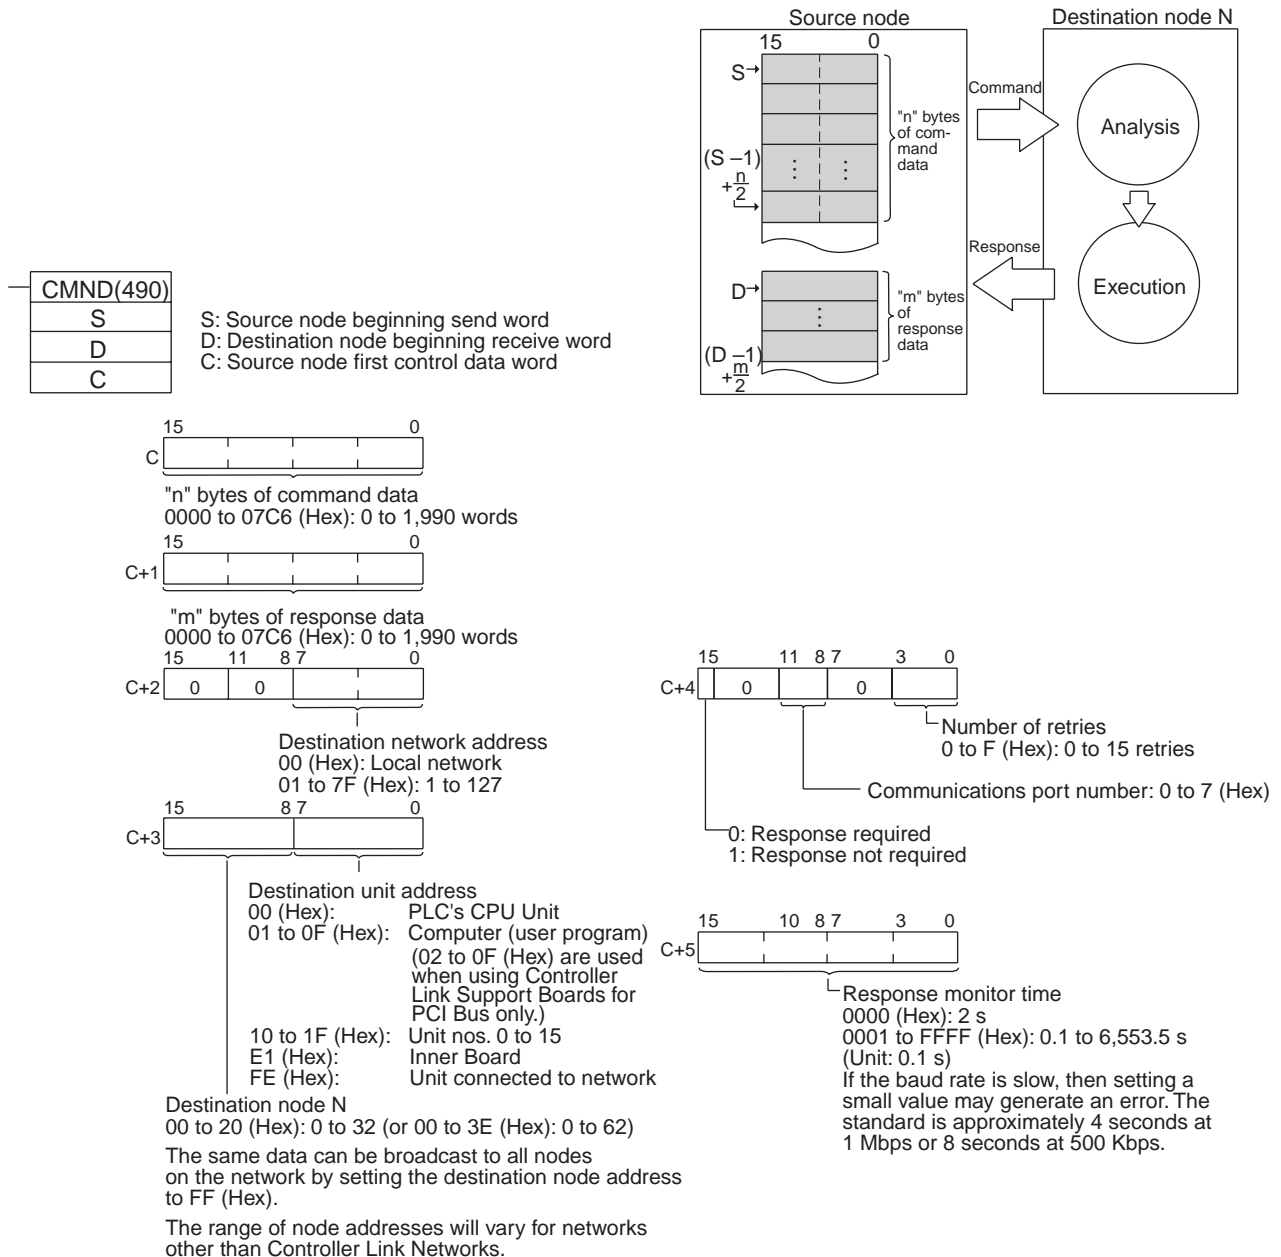 Source node
Destination node N
15 0
S
"n" bytes
of com-
mand
data
(S –1)
+n
2
D
"m" bytes
of
response
data
(D –1)
+m
2
Command
Response
Analysis
Execution
CMND(490)
S
D
C
S: Source node beginning send word
D: Destination node beginning receive word
C: Source node first control data word
15 0
C
"n" bytes of command data
0000 to 07C6 (Hex): 0 to 1,990 words
15 0
C+1
"m" bytes of response data
0000 to 07C6 (Hex): 0 to 1,990 words
15 11 8 7 0
C+2 0 0
Destination network address
00 (Hex): Local network
01 to 7F (Hex): 1 to 127
15 8 7 0
C+3
Destination unit address
00 (Hex): PLC's CPU Unit
01 to 0F (Hex): Computer (user program)
(02 to 0F (Hex) are used
when using Controller
Link Support Boards for
PCI Bus only.)
10 to 1F (Hex): Unit nos. 0 to 15
E1 (Hex): Inner Board
FE (Hex): Unit connected to network
Destination node N
00 to 20 (Hex): 0 to 32 (or 00 to 3E (Hex): 0 to 62)
The same data can be broadcast to all nodes
on the network by setting the destination node address
to FF (Hex).
The range of node addresses will vary for networks
other than Controller Link Networks.
15 11 8 7 3 0
C+4 0 0
Number of retries
0 to F (Hex): 0 to 15 retries
Communications port number: 0 to 7 (Hex)
0: Response required
1: Response not required
15 10 8 7 3 0
C+5
Response monitor time
0000 (Hex): 2 s
0001 to FFFF (Hex): 0.1 to 6,553.5 s
(Unit: 0.1 s)
If the baud rate is slow, then setting a
small value may generate an error. The
standard is approximately 4 seconds at
1 Mbps or 8 seconds at 500 Kbps.